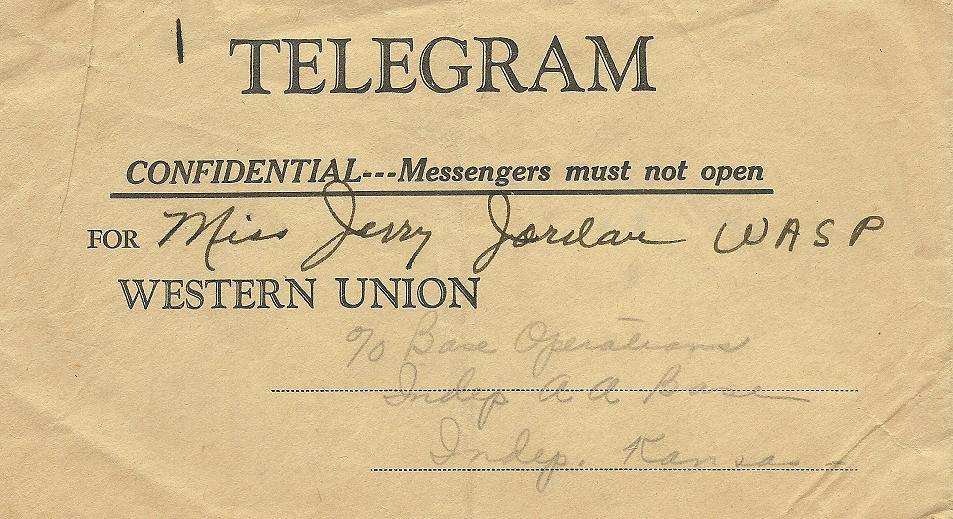 TELEGRAM
CONFIDENTIAL---Messengers must not open
FOR Miss Jerry Jordan WASP
WESTERN UNION
c/o Base Operations
Indep A A Base
Indep. Kansas